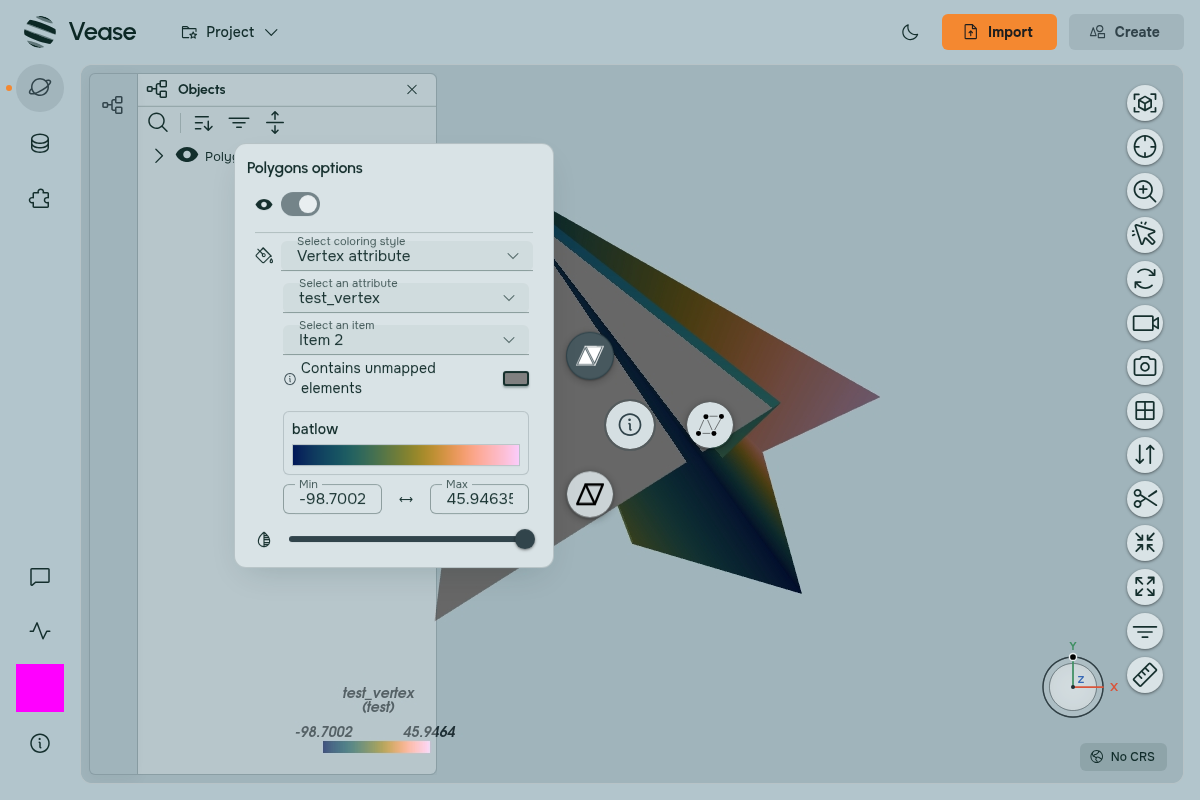 Vease
Project
Import
Create
Objects
Polygons options
Select coloring style
Vertex attribute
Select an attribute
test_vertex
Select an item
Item 2
Contains unmapped
elements
batlow
Min
Max
-98.7002
45.94635
test_vertex
(test)
-98.7002
45.9464
Y
Z
X
No CRS